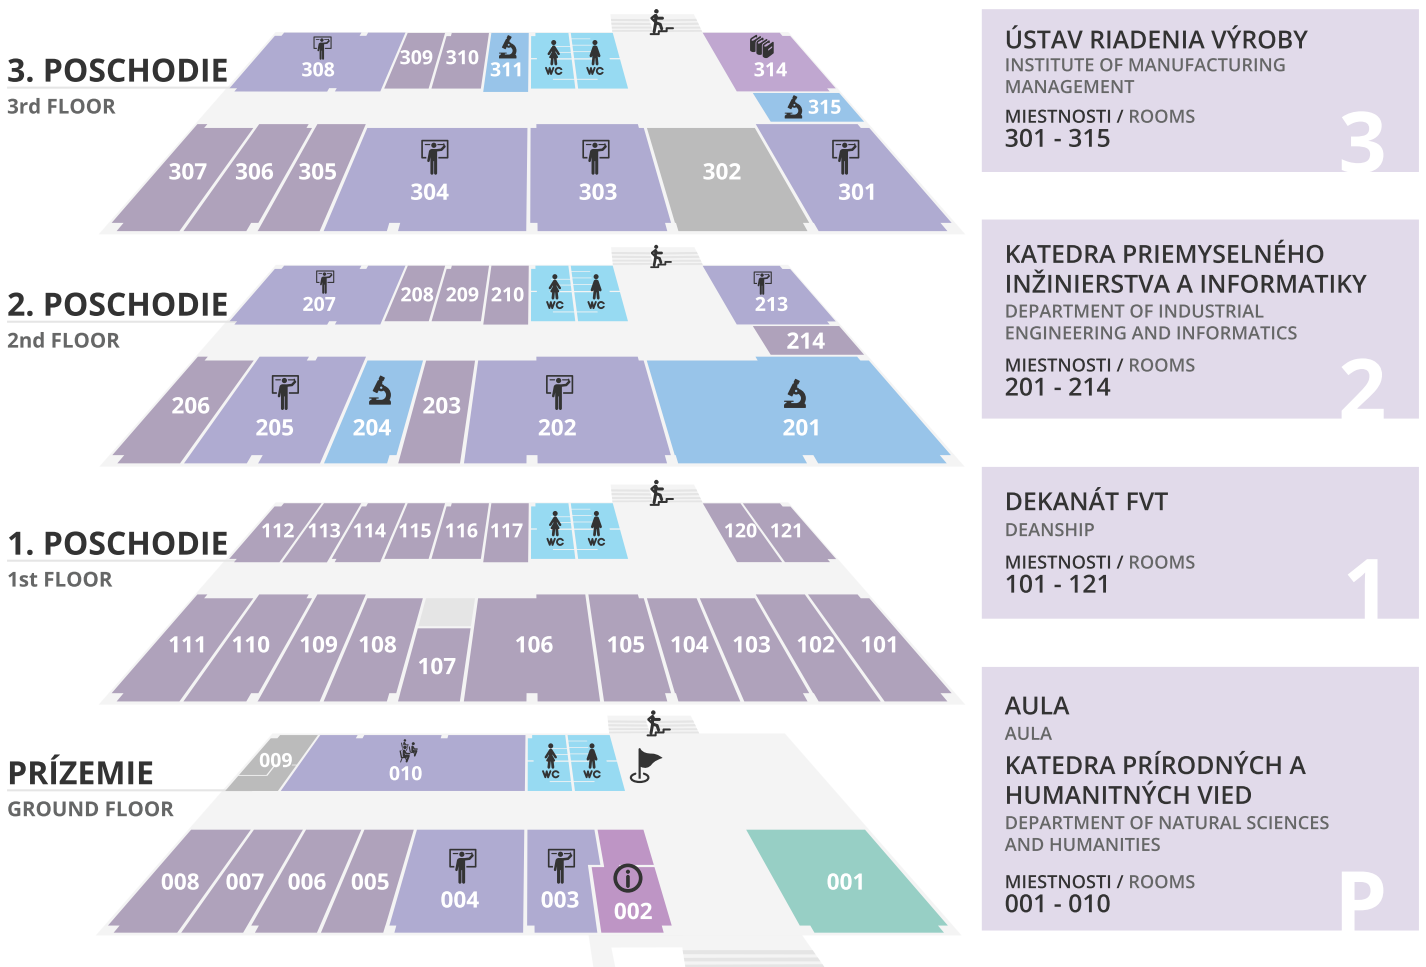 3. POSCHODIE
3rd FLOOR
308
309
310
311
WC
WC
314
315
307
306
305
304
303
302
301
ÚSTAV RIADENIA VÝROBY
INSTITUTE OF MANUFACTURING
MANAGEMENT
MIESTNOSTI / ROOMS
301 - 315
3
2. POSCHODIE
2nd FLOOR
207
208
209
210
WC
WC
213
214
206
205
204
203
202
201
KATEDRA PRIEMYSELNÉHO
INŽINIERSTVA A INFORMATIKY
DEPARTMENT OF INDUSTRIAL
ENGINEERING AND INFORMATICS
MIESTNOSTI / ROOMS
201 - 214
2
1. POSCHODIE
1st FLOOR
112
113
114
115
116
117
WC
WC
120
121
111
110
109
108
107
106
105
104
103
102
101
DEKANÁT FVT
DEANSHIP
MIESTNOSTI / ROOMS
101 - 121
1
PRÍZEMIE
GROUND FLOOR
009
010
WC
WC
008
007
006
005
004
003
002
001
AULA
AULA
KATEDRA PRÍRODNÝCH A
HUMANITNÝCH VIED
DEPARTMENT OF NATURAL SCIENCES
AND HUMANITIES
MIESTNOSTI / ROOMS
001 - 010
P